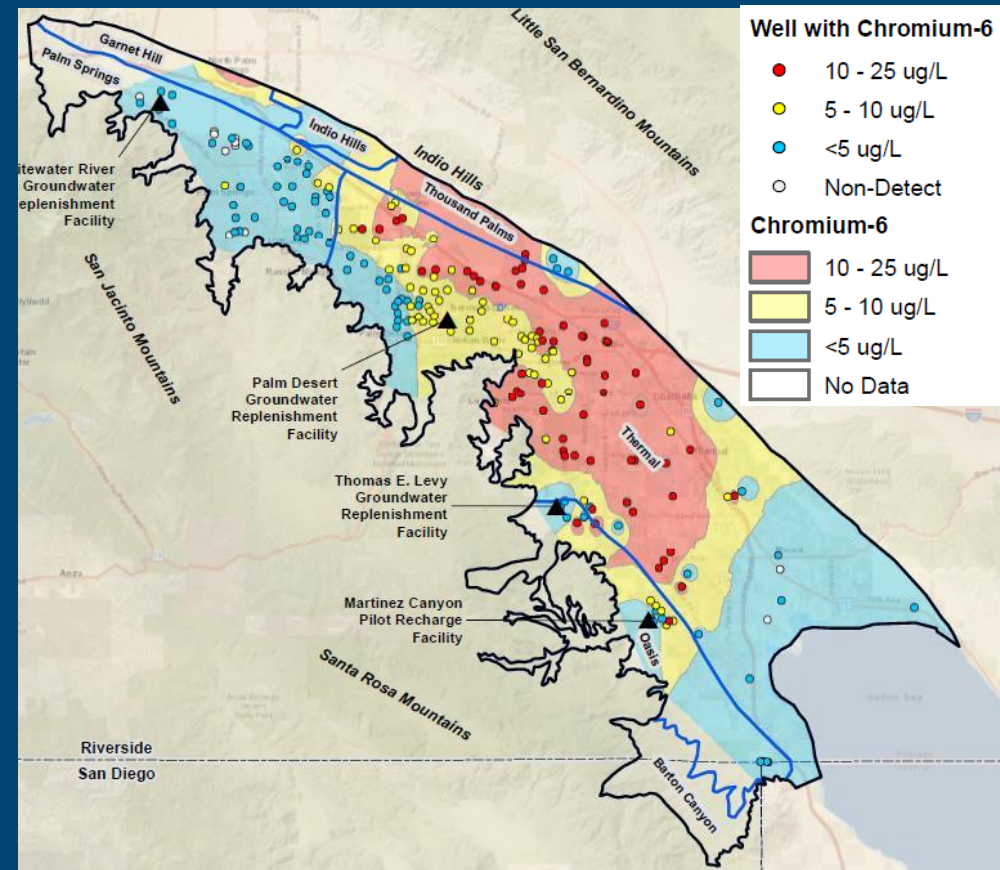 Well with Chromium-6
10 - 25 ug/L
5 - 10 ug/L
<5 ug/L
Non-Detect
Chromium-6
10 - 25 ug/L
5 - 10 ug/L
<5 ug/L
No Data
Little San Bernardino Mountains
Garnet Hill
Palm Springs
Indio Hills
Indio Hills
Thousand Palms
itewater River
Groundwater
eplenishment
Facility
San Jacinto Mountains
Palm Desert
Groundwater
Replenishment
Facility
Thermal
Thomas E. Levy
Groundwater
Replenishment
Facility
Martinez Canyon
Pilot Recharge
Facility
Oasis
Santa Rosa Mountains
Riverside
San Diego
Barton Canyon
Anza